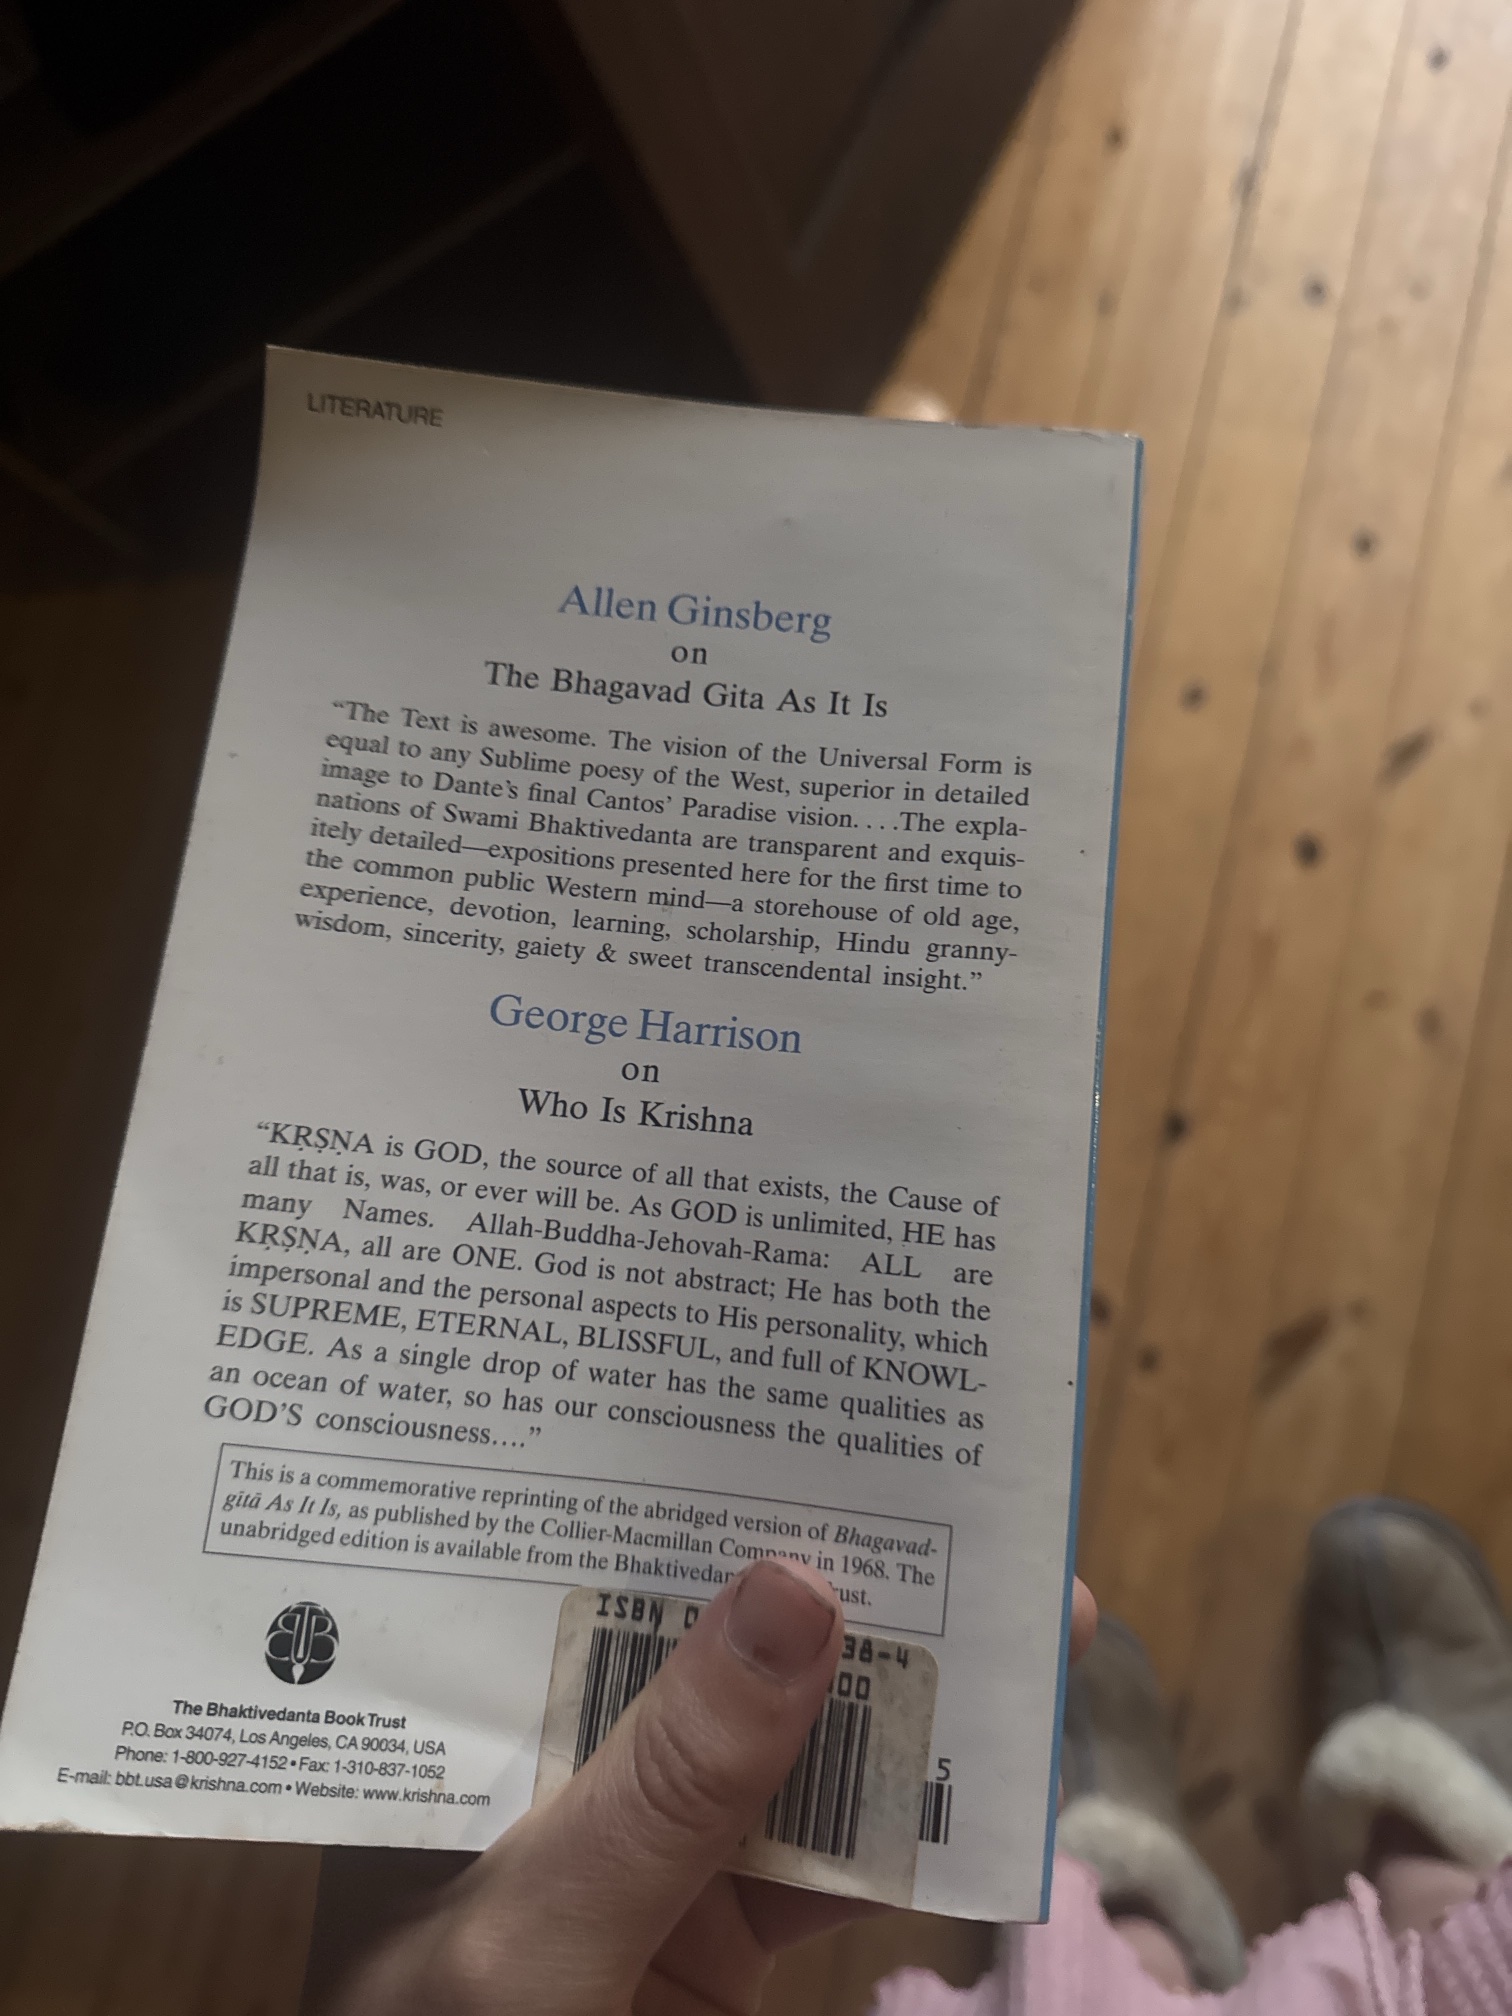 LITERATURE
Allen Ginsberg
on
The Bhagavad Gita As It Is
“The Text is awesome. The vision of the Universal Form is
equal to any Sublime poesy of the West, superior in detailed
image to Dante’s final Cantos’ Paradise vision. . . .The expla-
nations of Swami Bhaktivedanta are transparent and exquis-
itely detailed—expositions presented here for the first time to
the common public Western mind—a storehouse of old age,
experience, devotion, learning, scholarship, Hindu granny-
wisdom, sincerity, gaiety & sweet transcendental insight.”
George Harrison
on
Who Is Krishna
“KṚṢṆA is GOD, the source of all that exists, the Cause of
all that is, was, or ever will be. As GOD is unlimited, HE has
many Names. Allah-Buddha-Jehovah-Rama: ALL are
KṚṢṆA, all are ONE. God is not abstract; He has both the
impersonal and the personal aspects to His personality, which
is SUPREME, ETERNAL, BLISSFUL, and full of KNOWL-
EDGE. As a single drop of water has the same qualities as
an ocean of water, so has our consciousness the qualities of
GOD’S consciousness....”
This is a commemorative reprinting of the abridged version of Bhagavad-
gītā As It Is, as published by the Collier-Macmillan Company in 1968. The
unabridged edition is available from the
ISBN
38-4
00
5
The Bhaktivedanta Book Trust
P.O. Box 34074, Los Angeles, CA 90034, USA
Phone: 1-800-927-4152 • Fax: 1-310-837-1052
E-mail: bbt.usa@krishna.com • Website: www.krishna.com